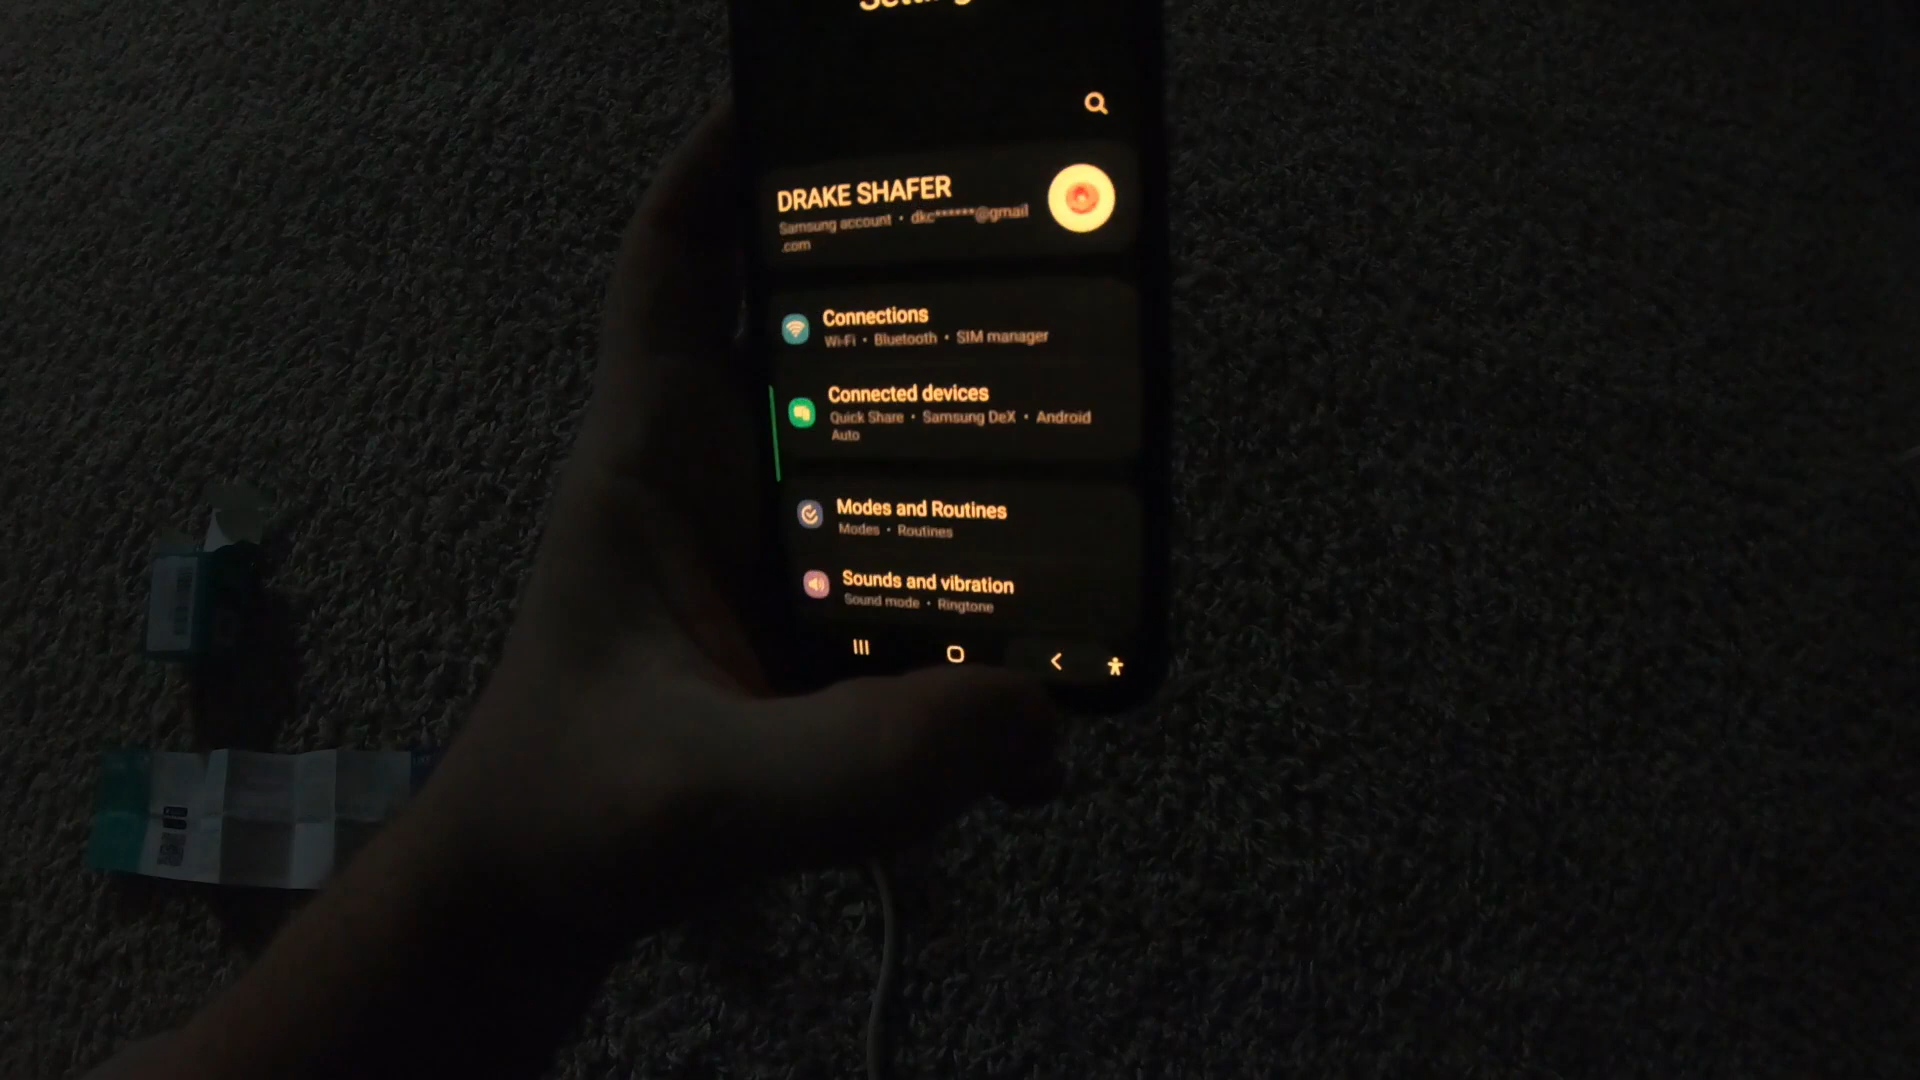 Settings
DRAKE SHAFER
Samsung account • dkc******@gmail
.com
Connections
Wi-Fi • Bluetooth • SIM manager
Connected devices
Quick Share • Samsung DeX • Android
Auto
Modes and Routines
Modes • Routines
Sounds and vibration
Sound mode • Ringtone